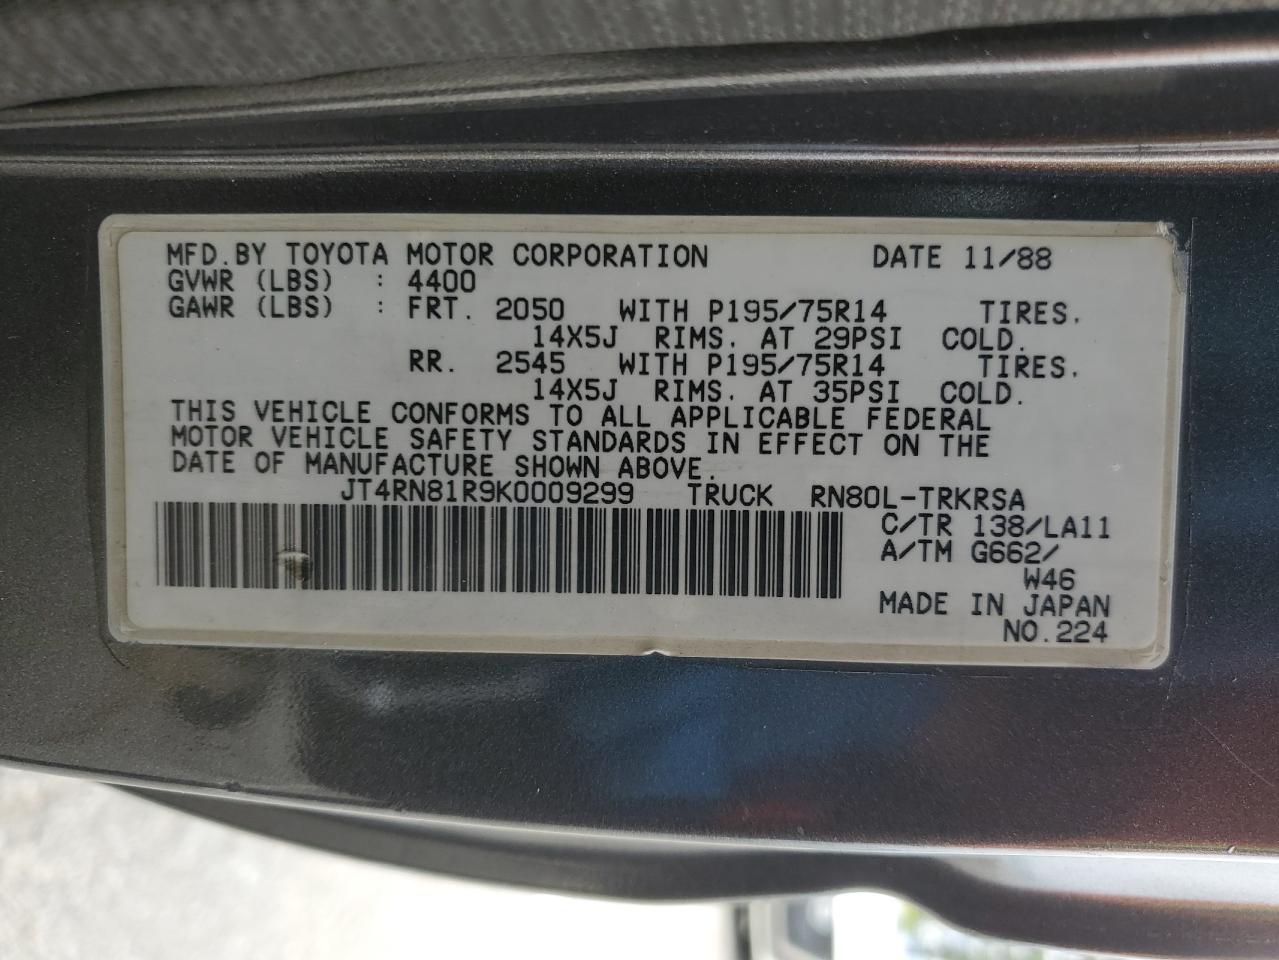 MFD.BY TOYOTA MOTOR CORPORATION DATE 11/88
GVWR (LBS) : 4400
GAWR (LBS) : FRT. 2050 WITH P195/75R14 TIRES.
14X5J RIMS. AT 29PSI COLD.
RR. 2545 WITH P195/75R14 TIRES.
14X5J RIMS. AT 35PSI COLD.
THIS VEHICLE CONFORMS TO ALL APPLICABLE FEDERAL
MOTOR VEHICLE SAFETY STANDARDS IN EFFECT ON THE
DATE OF MANUFACTURE SHOWN ABOVE.
JT4RN81R9K0009299 TRUCK RN80L-TRKRSA
C/TR 138/LA11
A/TM G662/
W46
MADE IN JAPAN
NO.224